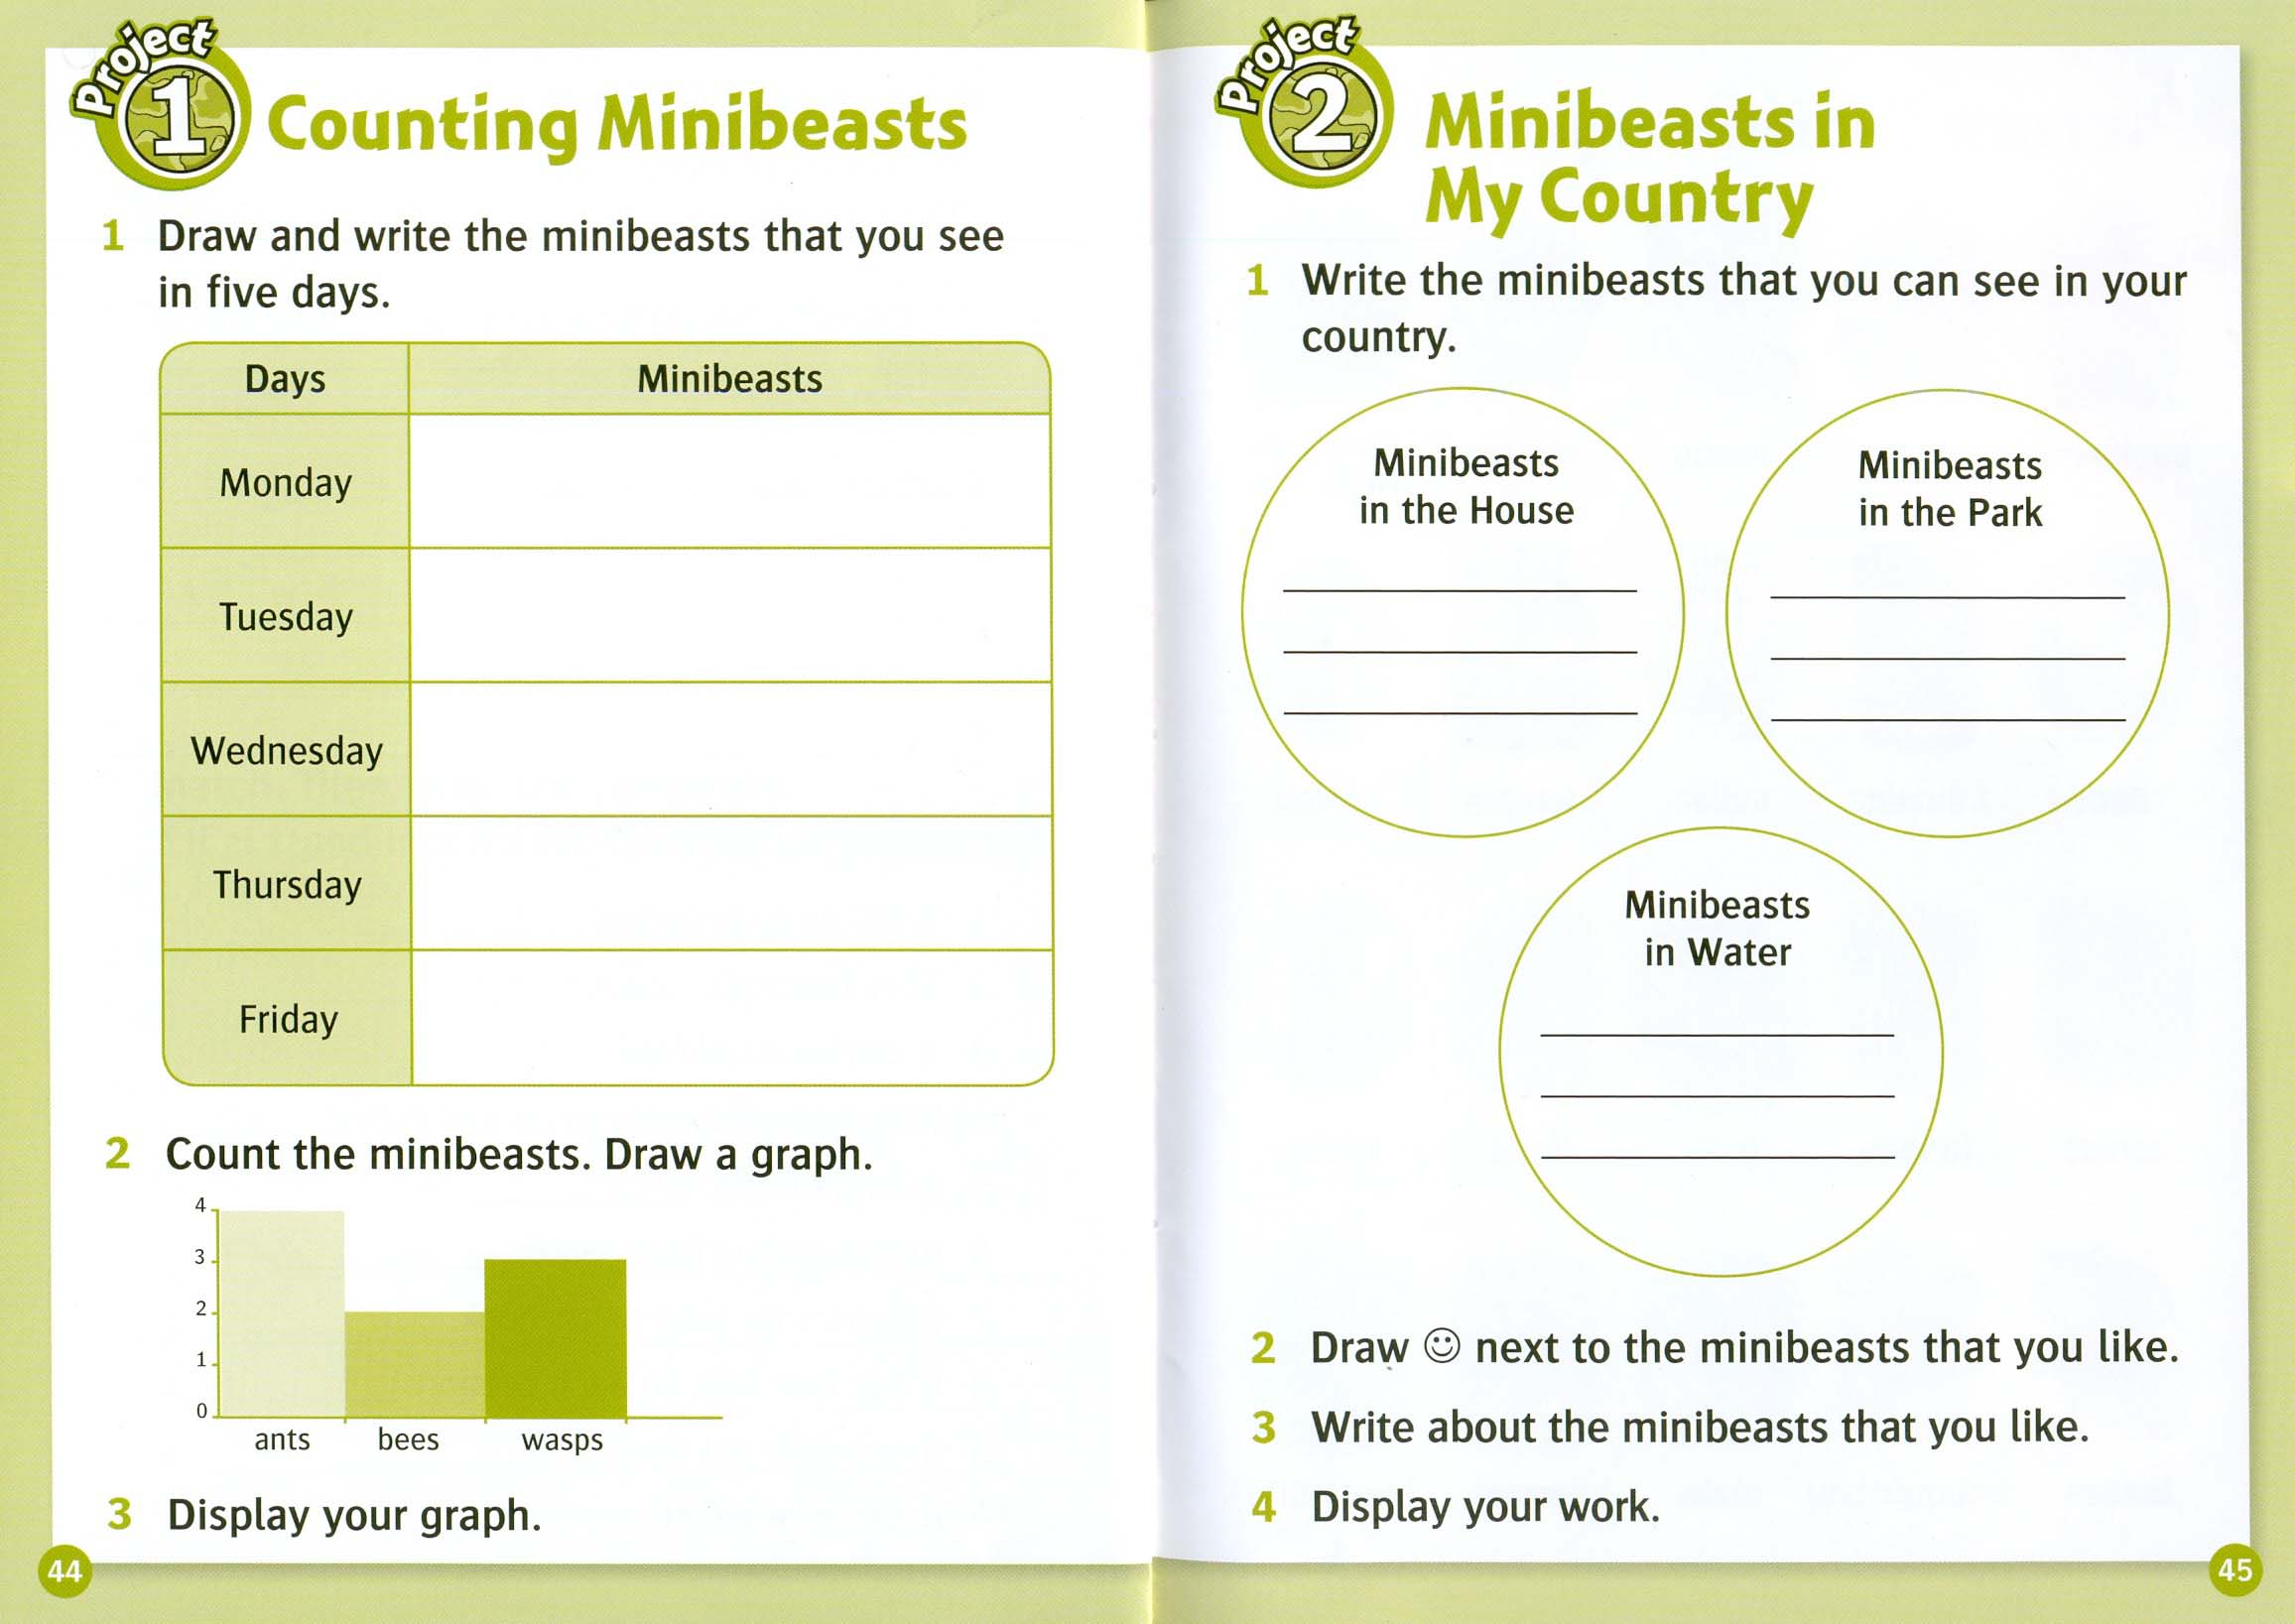 Project
1
Counting Minibeasts
1 Draw and write the minibeasts that you see
in five days.
Days Minibeasts
Monday
Tuesday
Wednesday
Thursday
Friday
2 Count the minibeasts. Draw a graph.
4
3
2
1
0
ants bees wasps
3 Display your graph.
44
Project
2
Minibeasts in
My Country
1 Write the minibeasts that you can see in your
country.
Minibeasts
in the House
Minibeasts
in the Park
Minibeasts
in Water
2 Draw ☺ next to the minibeasts that you like.
3 Write about the minibeasts that you like.
4 Display your work.
45